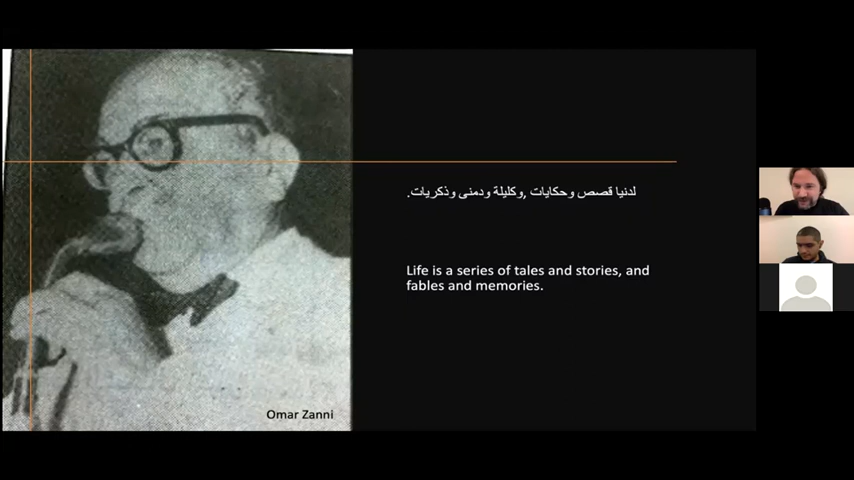 لدنيا قصص وحكايات ,وكليلة ودمنى وذكريات.
Life is a series of tales and stories, and
fables and memories.
Omar Zanni